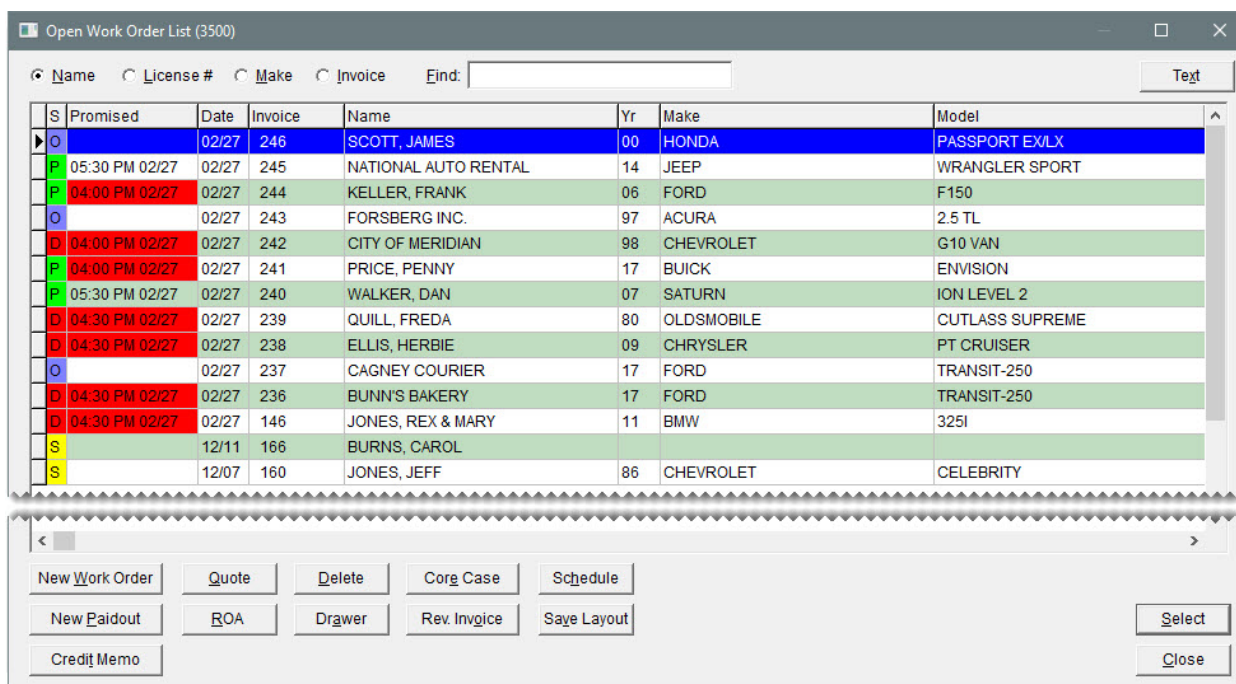 Open Work Order List (3500)
Name License # Make Invoice Find: Text
S Promised Date Invoice Name Yr Make Model
O 02/27 246 SCOTT, JAMES 00 HONDA PASSPORT EX/LX
P 05:30 PM 02/27 02/27 245 NATIONAL AUTO RENTAL 14 JEEP WRANGLER SPORT
P 04:00 PM 02/27 02/27 244 KELLER, FRANK 06 FORD F150
O 02/27 243 FORSBERG INC. 97 ACURA 2.5 TL
D 04:00 PM 02/27 02/27 242 CITY OF MERIDIAN 98 CHEVROLET G10 VAN
P 04:00 PM 02/27 02/27 241 PRICE, PENNY 17 BUICK ENVISION
P 05:30 PM 02/27 02/27 240 WALKER, DAN 07 SATURN ION LEVEL 2
D 04:30 PM 02/27 02/27 239 QUILL, FREDA 80 OLDSMOBILE CUTLASS SUPREME
D 04:30 PM 02/27 02/27 238 ELLIS, HERBIE 09 CHRYSLER PT CRUISER
O 02/27 237 CAGNEY COURIER 17 FORD TRANSIT-250
D 04:30 PM 02/27 02/27 236 BUNN'S BAKERY 17 FORD TRANSIT-250
D 04:30 PM 02/27 02/27 146 JONES, REX & MARY 11 BMW 325I
S 12/11 166 BURNS, CAROL
S 12/07 160 JONES, JEFF 86 CHEVROLET CELEBRITY
New Work Order Quote Delete Core Case Schedule
New Paidout ROA Drawer Rev. Invoice Save Layout Select
Credit Memo Close